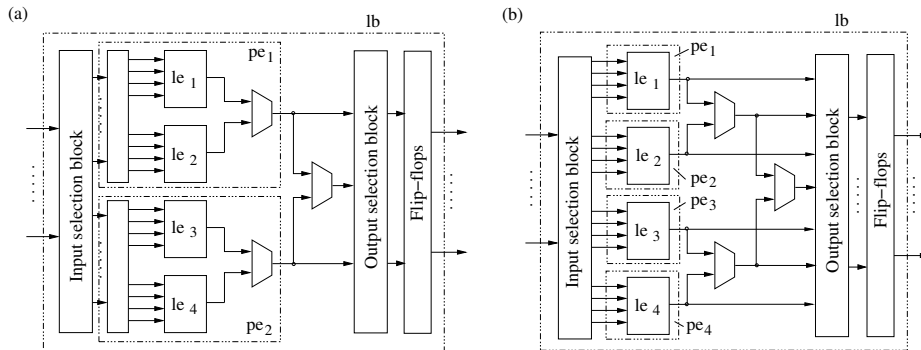 (a)
lb
Input selection block
pe1
le 1
le 2
le 3
le 4
pe2
Output selection block
Flip-flops
(b)
lb
Input selection block
pe1
le 1
le 2
pe2
pe3
le 3
le 4
pe4
Output selection block
Flip-flops